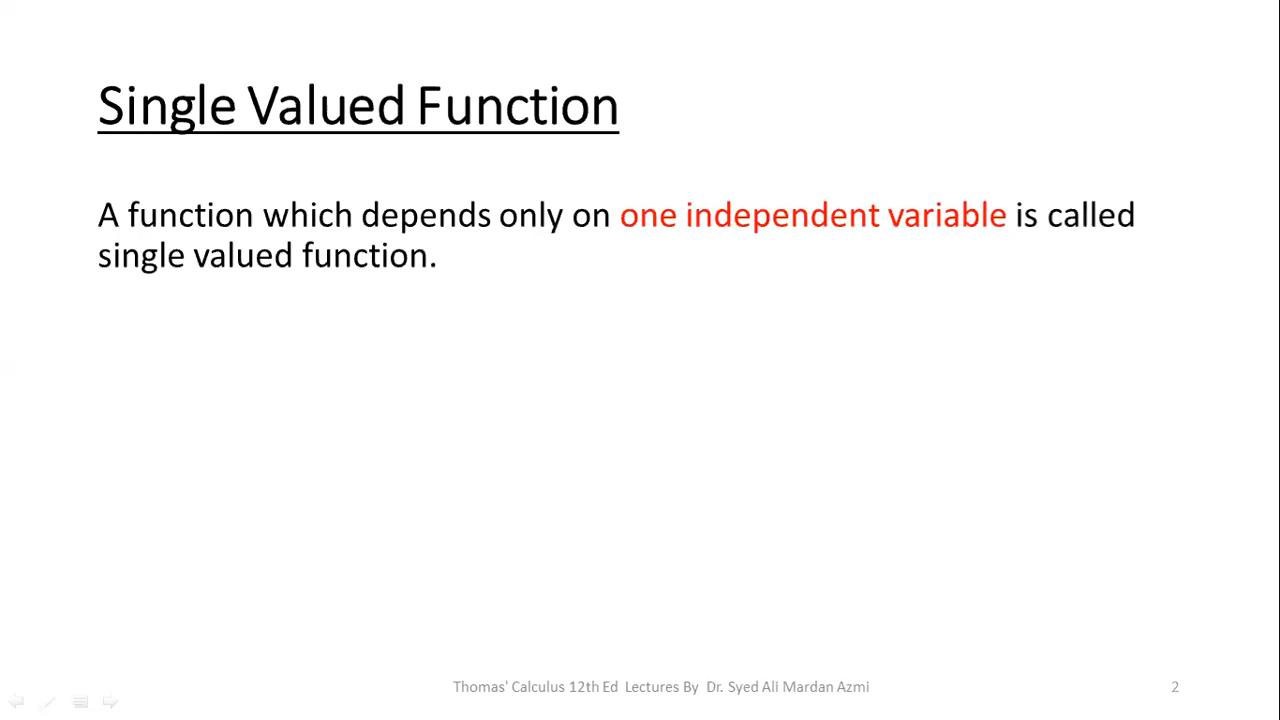 Single Valued Function
A function which depends only on one independent variable is called
single valued function.
Thomas' Calculus 12th Ed Lectures By Dr. Syed Ali Mardan Azmi
2